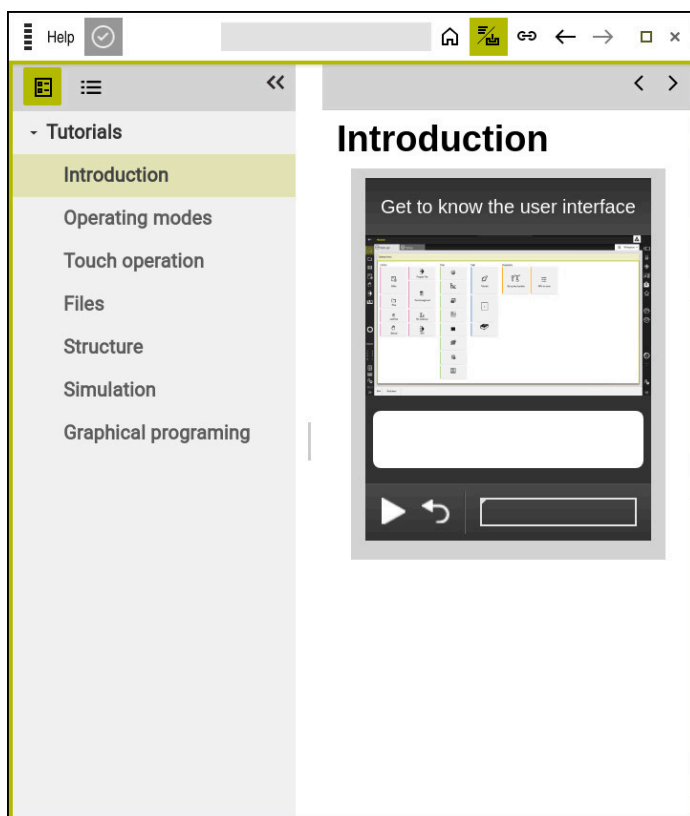 Help
Tutorials
Introduction
Operating modes
Touch operation
Files
Structure
Simulation
Graphical programing
Introduction
Get to know the user interface